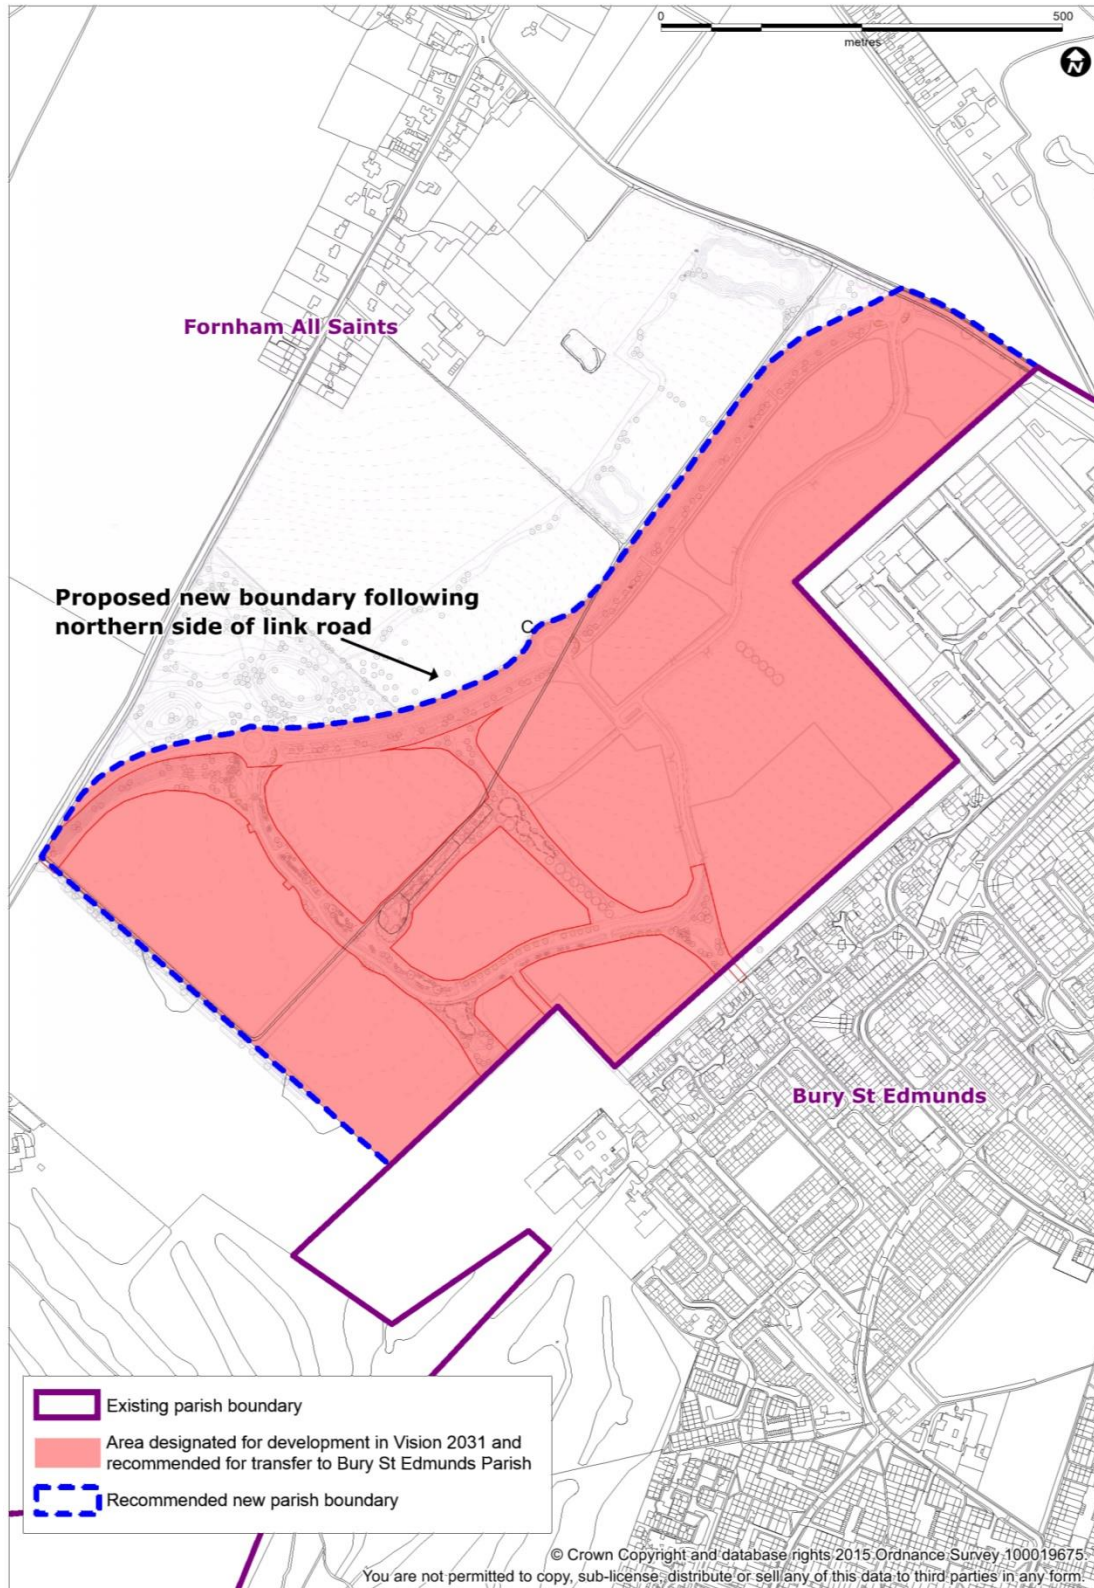 0 500
metres
N
Fornham All Saints
Proposed new boundary following
northern side of link road
C
Bury St Edmunds
Existing parish boundary
Area designated for development in Vision 2031 and
recommended for transfer to Bury St Edmunds Parish
Recommended new parish boundary
© Crown Copyright and database rights 2015 Ordnance Survey 100019675.
You are not permitted to copy, sub-license, distribute or sell any of this data to third parties in any form.